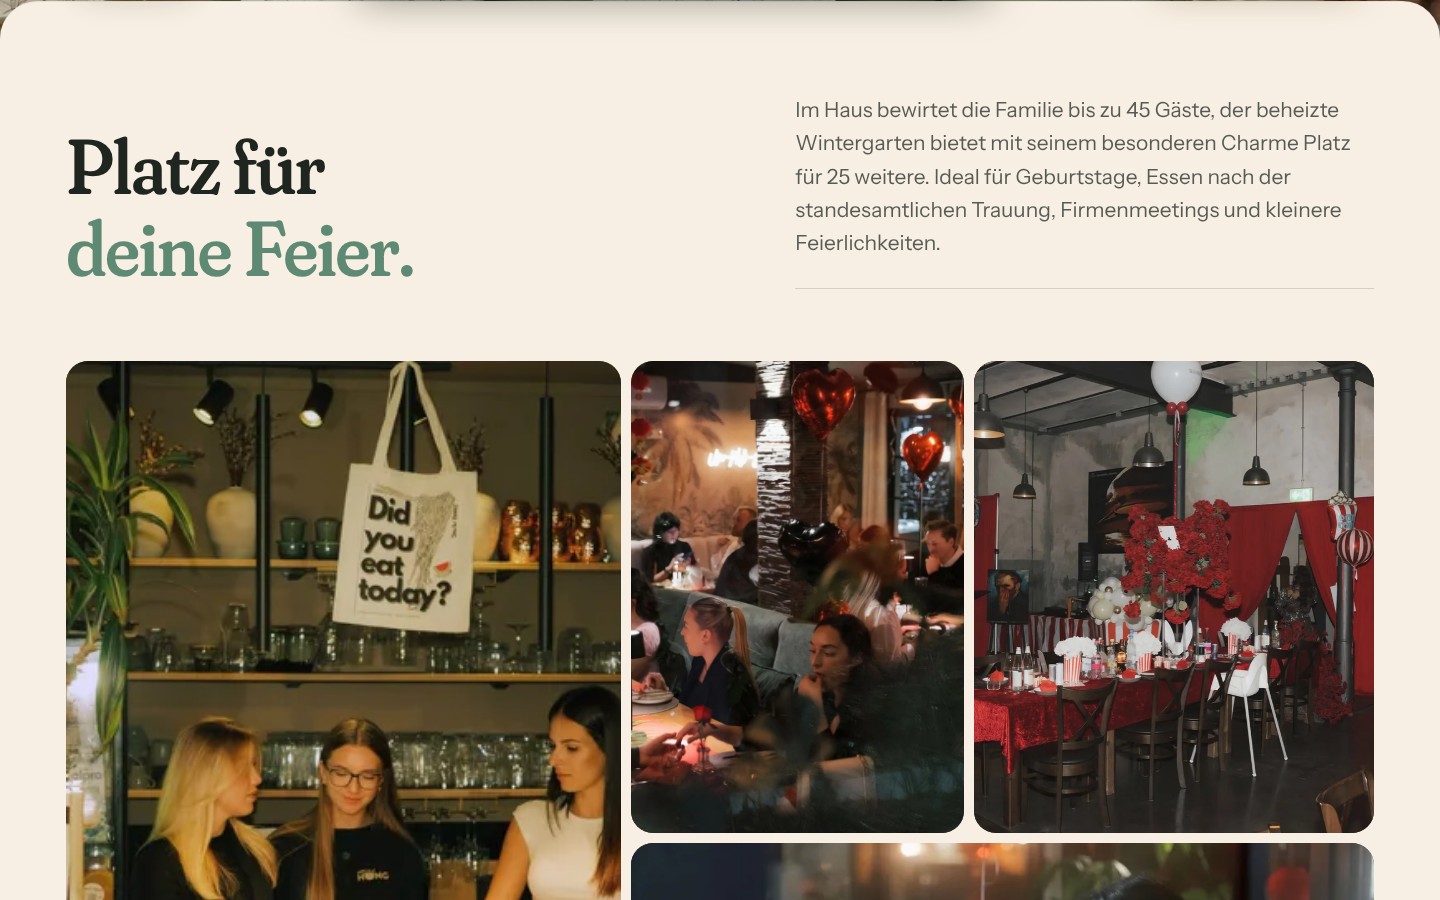 Platz für
deine Feier.
Im Haus bewirtet die Familie bis zu 45 Gäste, der beheizte
Wintergarten bietet mit seinem besonderen Charme Platz
für 25 weitere. Ideal für Geburtstage, Essen nach der
standesamtlichen Trauung, Firmenmeetings und kleinere
Feierlichkeiten.
Did
you
eat
today?